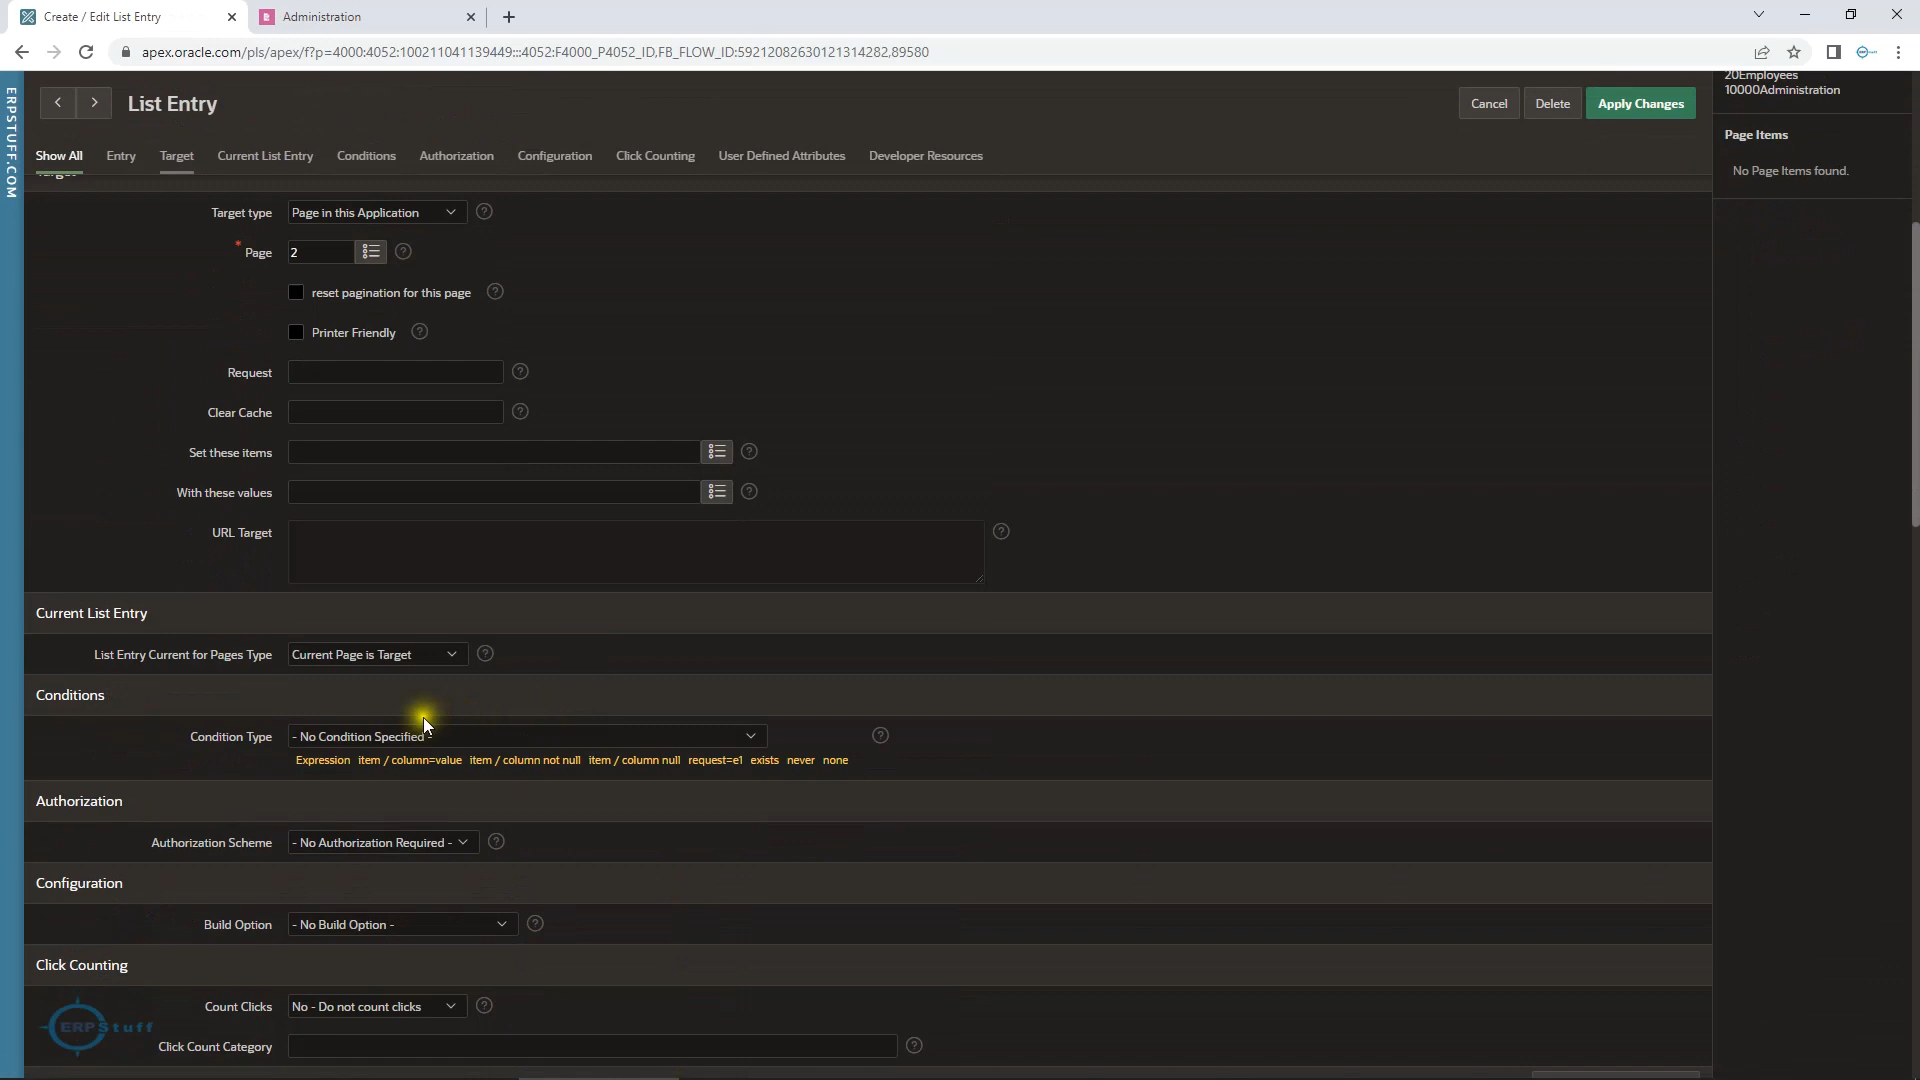 Create / Edit List Entry
Administration
apex.oracle.com/pls/apex/f?p=4000:4052:100211041139449:::4052:F4000_P4052_ID,FB_FLOW_ID:59212082630121314282,89580
ERPSTUFF.COM
List Entry
Cancel
Delete
Apply Changes
20Employees
10000Administration
Page Items
No Page Items found.
Show All
Entry
Target
Current List Entry
Conditions
Authorization
Configuration
Click Counting
User Defined Attributes
Developer Resources
Target
Target type
Page in this Application
* Page
2
reset pagination for this page
Printer Friendly
Request
Clear Cache
Set these items
With these values
URL Target
Current List Entry
List Entry Current for Pages Type
Current Page is Target
Conditions
Condition Type
- No Condition Specified -
Expression item / column=value item / column not null item / column null request=e1 exists never none
Authorization
Authorization Scheme
- No Authorization Required -
Configuration
Build Option
- No Build Option -
Click Counting
Count Clicks
No - Do not count clicks
ERPStuff
Click Count Category